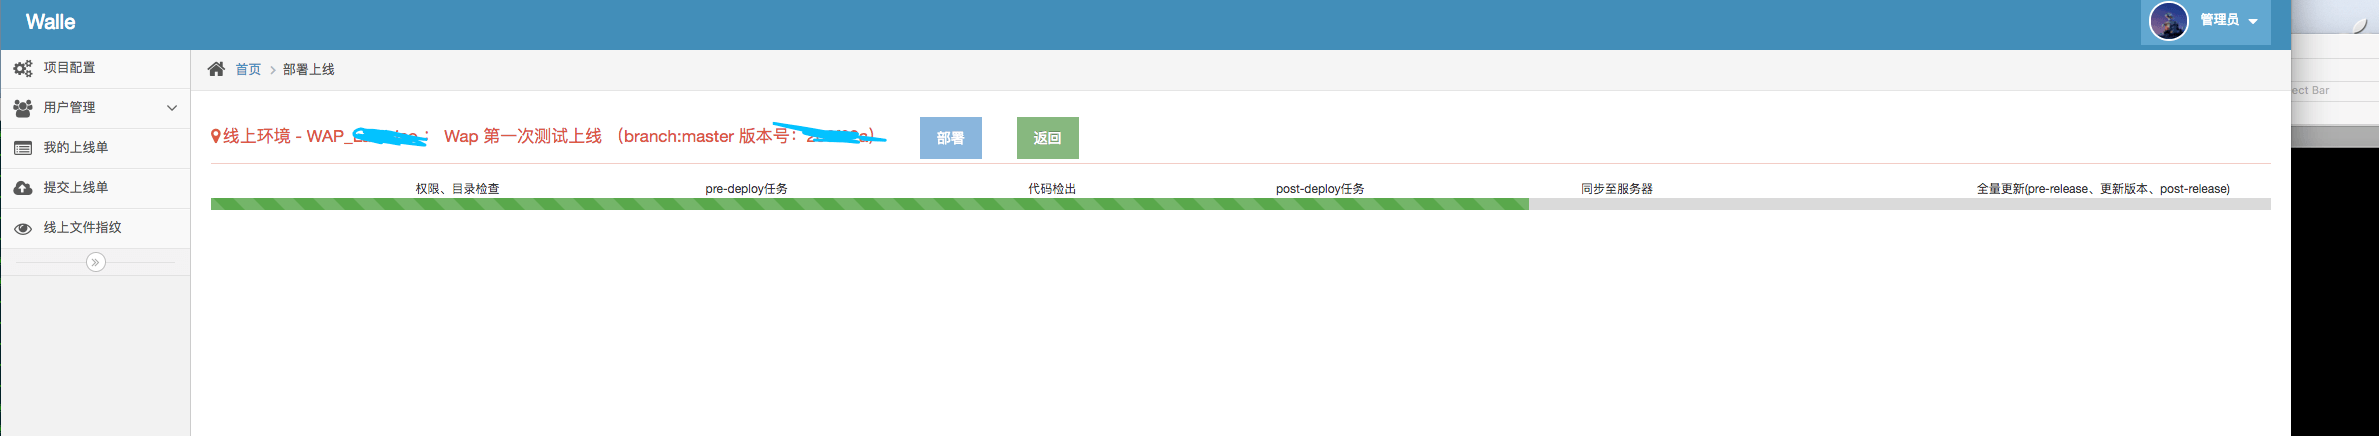 Walle
管理员
项目配置
用户管理
我的上线单
提交上线单
线上文件指纹
首页 > 部署上线
线上环境 - WAP_ : Wap 第一次测试上线 (branch:master 版本号: )
部署
返回
权限、目录检查 pre-deploy任务 代码检出 post-deploy任务 同步至服务器 全量更新(pre-release、更新版本、post-release)
ect Bar